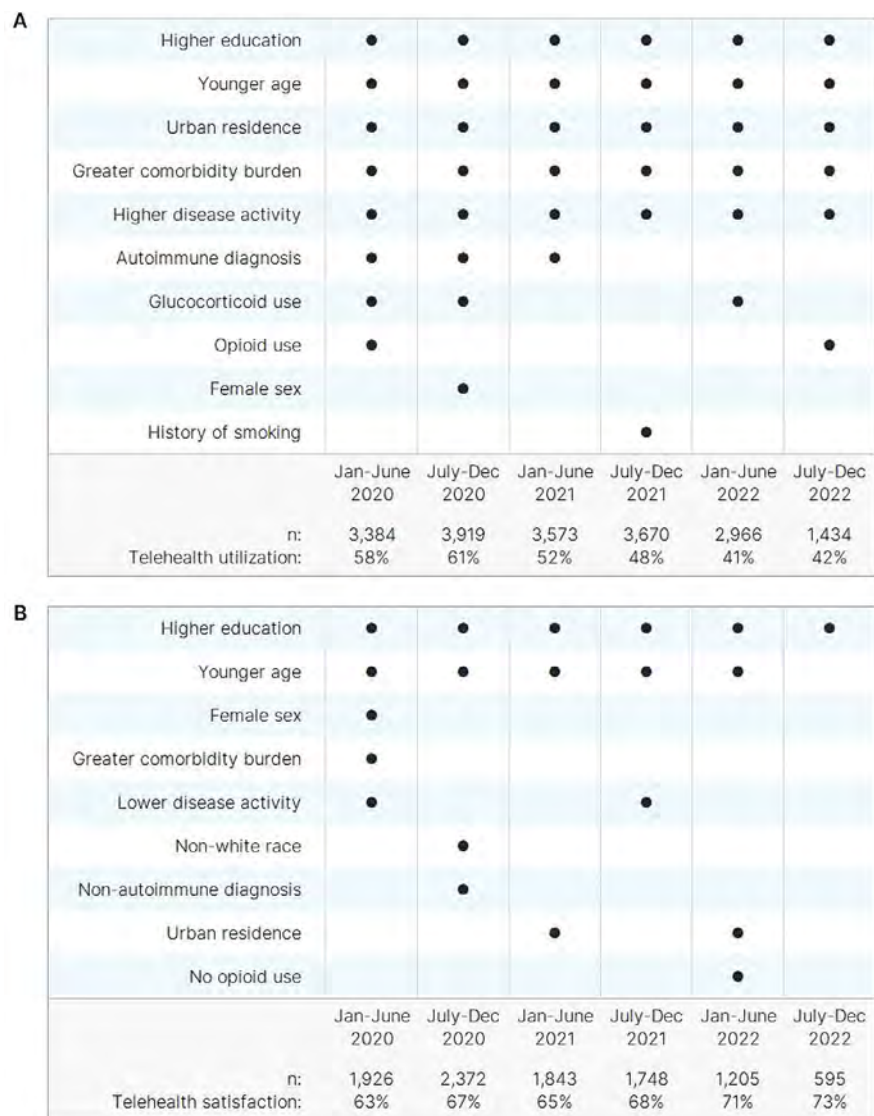 A
Higher education
Younger age
Urban residence
Greater comorbidity burden
Higher disease activity
Autoimmune diagnosis
Glucocorticoid use
Opioid use
Female sex
History of smoking
Jan-June July-Dec Jan-June July-Dec Jan-June July-Dec
2020 2020 2021 2021 2022 2022
n: 3,384 3,919 3,573 3,670 2,966 1,434
Telehealth utilization: 58% 61% 52% 48% 41% 42%
B
Higher education
Younger age
Female sex
Greater comorbidity burden
Lower disease activity
Non-white race
Non-autoimmune diagnosis
Urban residence
No opioid use
Jan-June July-Dec Jan-June July-Dec Jan-June July-Dec
2020 2020 2021 2021 2022 2022
n: 1,926 2,372 1,843 1,748 1,205 595
Telehealth satisfaction: 63% 67% 65% 68% 71% 73%